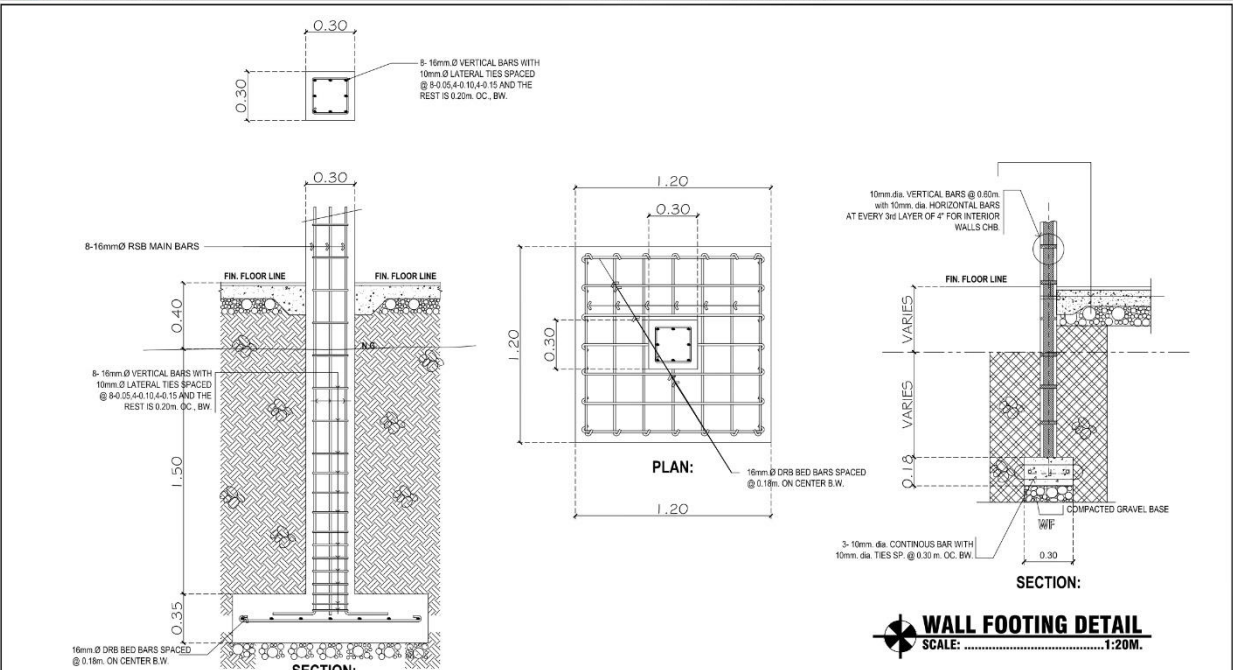 0.30
0.30
8- 16mm.Ø VERTICAL BARS WITH
10mm.Ø LATERAL TIES SPACED
@ 8-0.05,4-0.10,4-0.15 AND THE
REST IS 0.20m. OC., BW.
0.30
8-16mmØ RSB MAIN BARS
FIN. FLOOR LINE
FIN. FLOOR LINE
0.40
N.G.
8- 16mm.Ø VERTICAL BARS WITH
10mm.Ø LATERAL TIES SPACED
@ 8-0.05,4-0.10,4-0.15 AND THE
REST IS 0.20m. OC., BW.
1.50
0.35
16mm.Ø DRB BED BARS SPACED
@ 0.18m. ON CENTER B.W.
SECTION:
1.20
0.30
1.20
0.30
PLAN:
16mm.Ø DRB BED BARS SPACED
@ 0.18m. ON CENTER B.W.
1.20
10mm.dia. VERTICAL BARS @ 0.60m.
with 10mm. dia. HORIZONTAL BARS
AT EVERY 3rd LAYER OF 4" FOR INTERIOR
WALLS CHB.
FIN. FLOOR LINE
VARIES
VARIES
0.18
COMPACTED GRAVEL BASE
WF
3- 10mm. dia. CONTINOUS BAR WITH
10mm. dia. TIES SP. @ 0.30 m. OC. BW.
0.30
SECTION:
WALL FOOTING DETAIL
SCALE: ........................................ 1:20M.